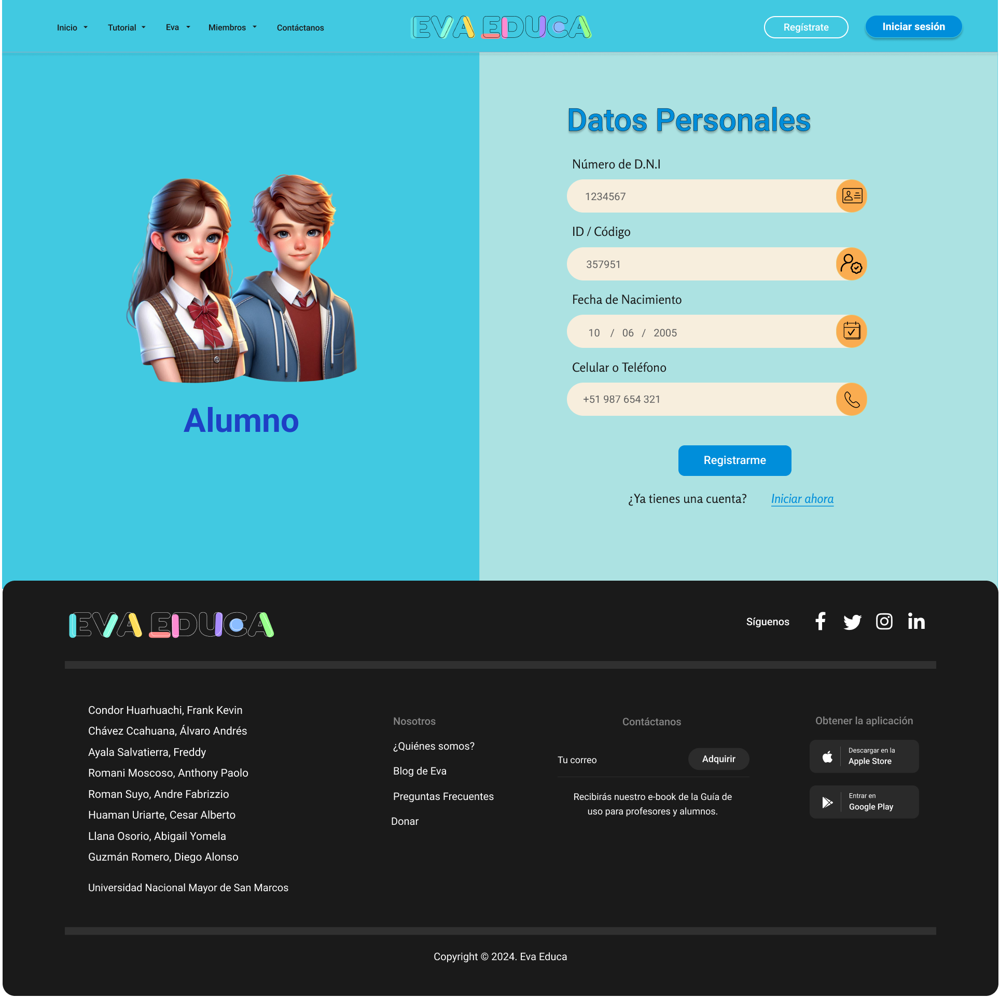 Inicio
Tutorial
Eva
Miembros
Contáctanos
EVA EDUCA
Regístrate
Iniciar sesión
Alumno
Datos Personales
Número de D.N.I
1234567
ID / Código
357951
Fecha de Nacimiento
10 / 06 / 2005
Celular o Teléfono
+51 987 654 321
Registrarme
¿Ya tienes una cuenta? Iniciar ahora
EVA EDUCA
Síguenos
Condor Huarhuachi, Frank Kevin
Chávez Ccahuana, Álvaro Andrés
Ayala Salvatierra, Freddy
Romani Moscoso, Anthony Paolo
Roman Suyo, Andre Fabrizzio
Huaman Uriarte, Cesar Alberto
Llana Osorio, Abigail Yomela
Guzmán Romero, Diego Alonso
Universidad Nacional Mayor de San Marcos
Nosotros
¿Quiénes somos?
Blog de Eva
Preguntas Frecuentes
Donar
Contáctanos
Tu correo
Adquirir
Recibirás nuestro e-book de la Guía de
uso para profesores y alumnos.
Obtener la aplicación
Descargar en la
Apple Store
Entrar en
Google Play
Copyright © 2024. Eva Educa